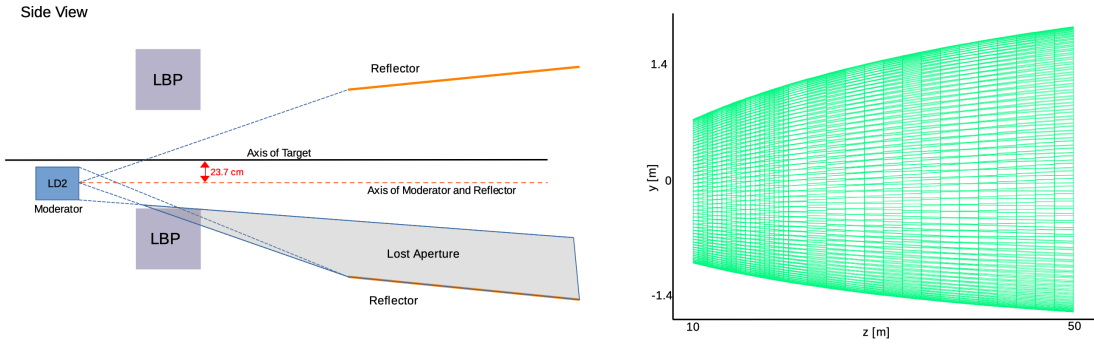 Side View
LBP
Reflector
Axis of Target
23.7 cm
LD2
Axis of Moderator and Reflector
Moderator
LBP
Lost Aperture
Reflector
1.4
y [m]
0
-1.4
10
50
z [m]